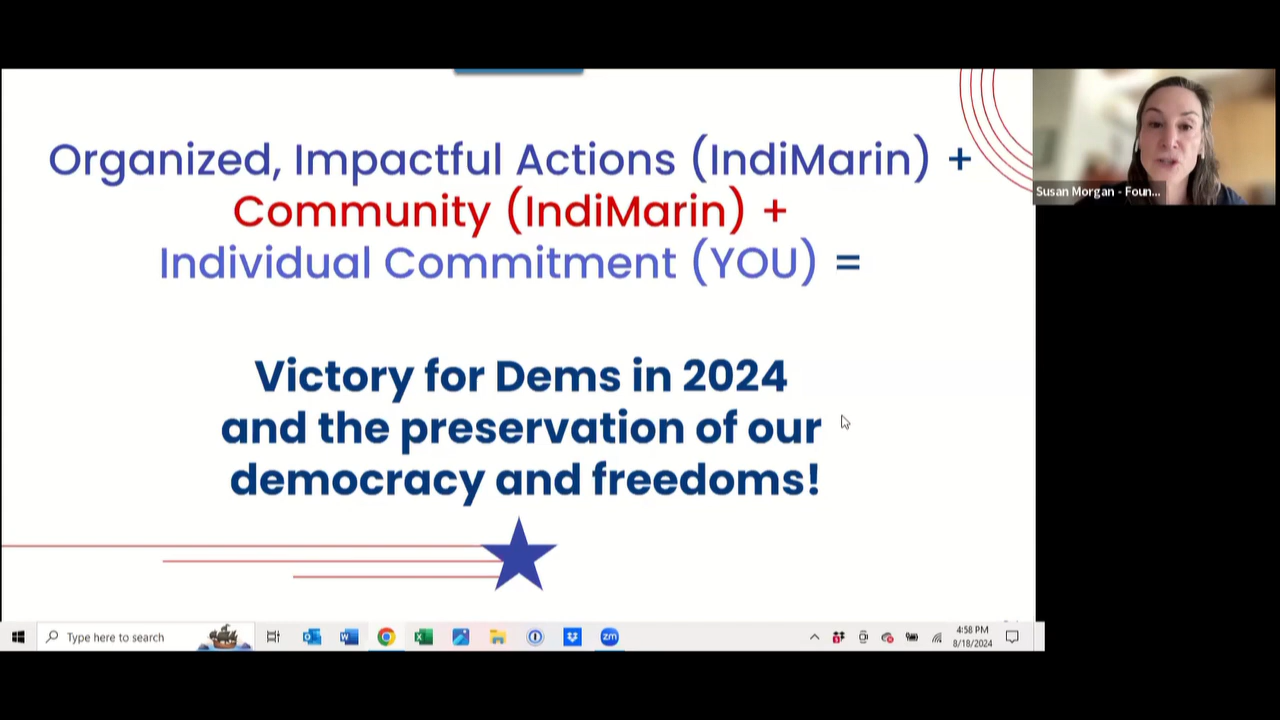 Organized, Impactful Actions (IndiMarin) +
Community (IndiMarin) +
Individual Commitment (YOU) =
Victory for Dems in 2024
and the preservation of our
democracy and freedoms!
Susan Morgan - Foun...
Type here to search
zm
4:58 PM
8/18/2024